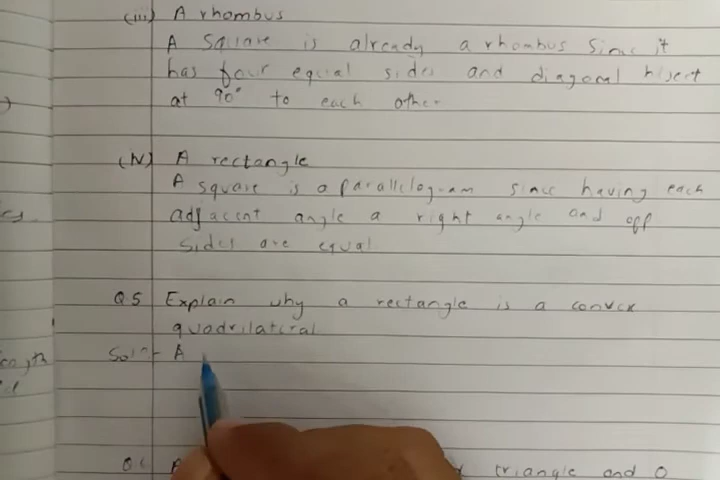 (iii) A rhombus
A square is already a rhombus since it
has four equal sides and diagonal bisect
at 90° to each other
(iv) A rectangle
A square is a parallelogram since having each
adjacent angle a right angle and opp
sides are equal
Q.5 Explain why a rectangle is a convex
quadrilateral
Soln:- A
A triangle and O